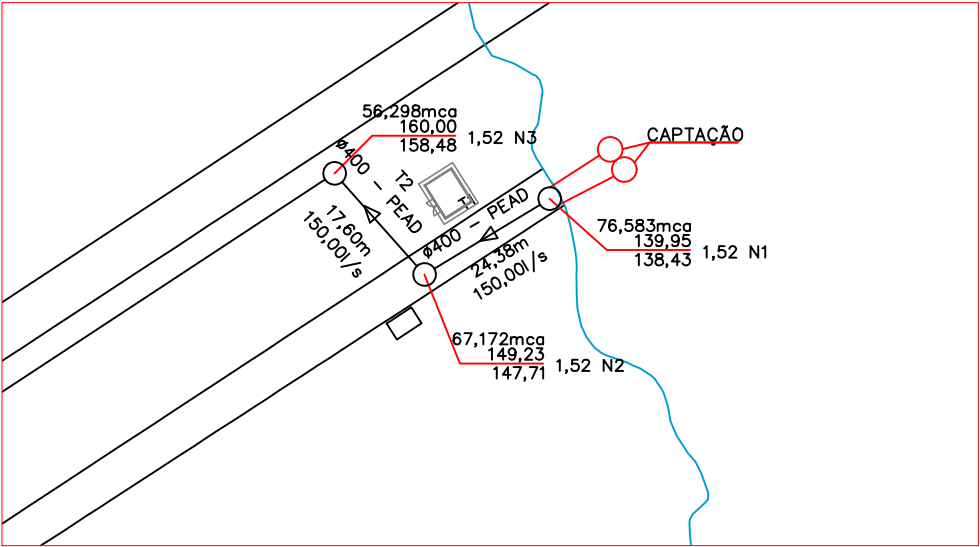 56,298mca
160,00
158,48
1,52 N3
CAPTAÇÃO
ø400 - PEAD
T2
17,60m
150,00l/s
T1
ø400 - PEAD
24,38m
150,00l/s
76,583mca
139,95
138,43
1,52 N1
67,172mca
149,23
147,71
1,52 N2